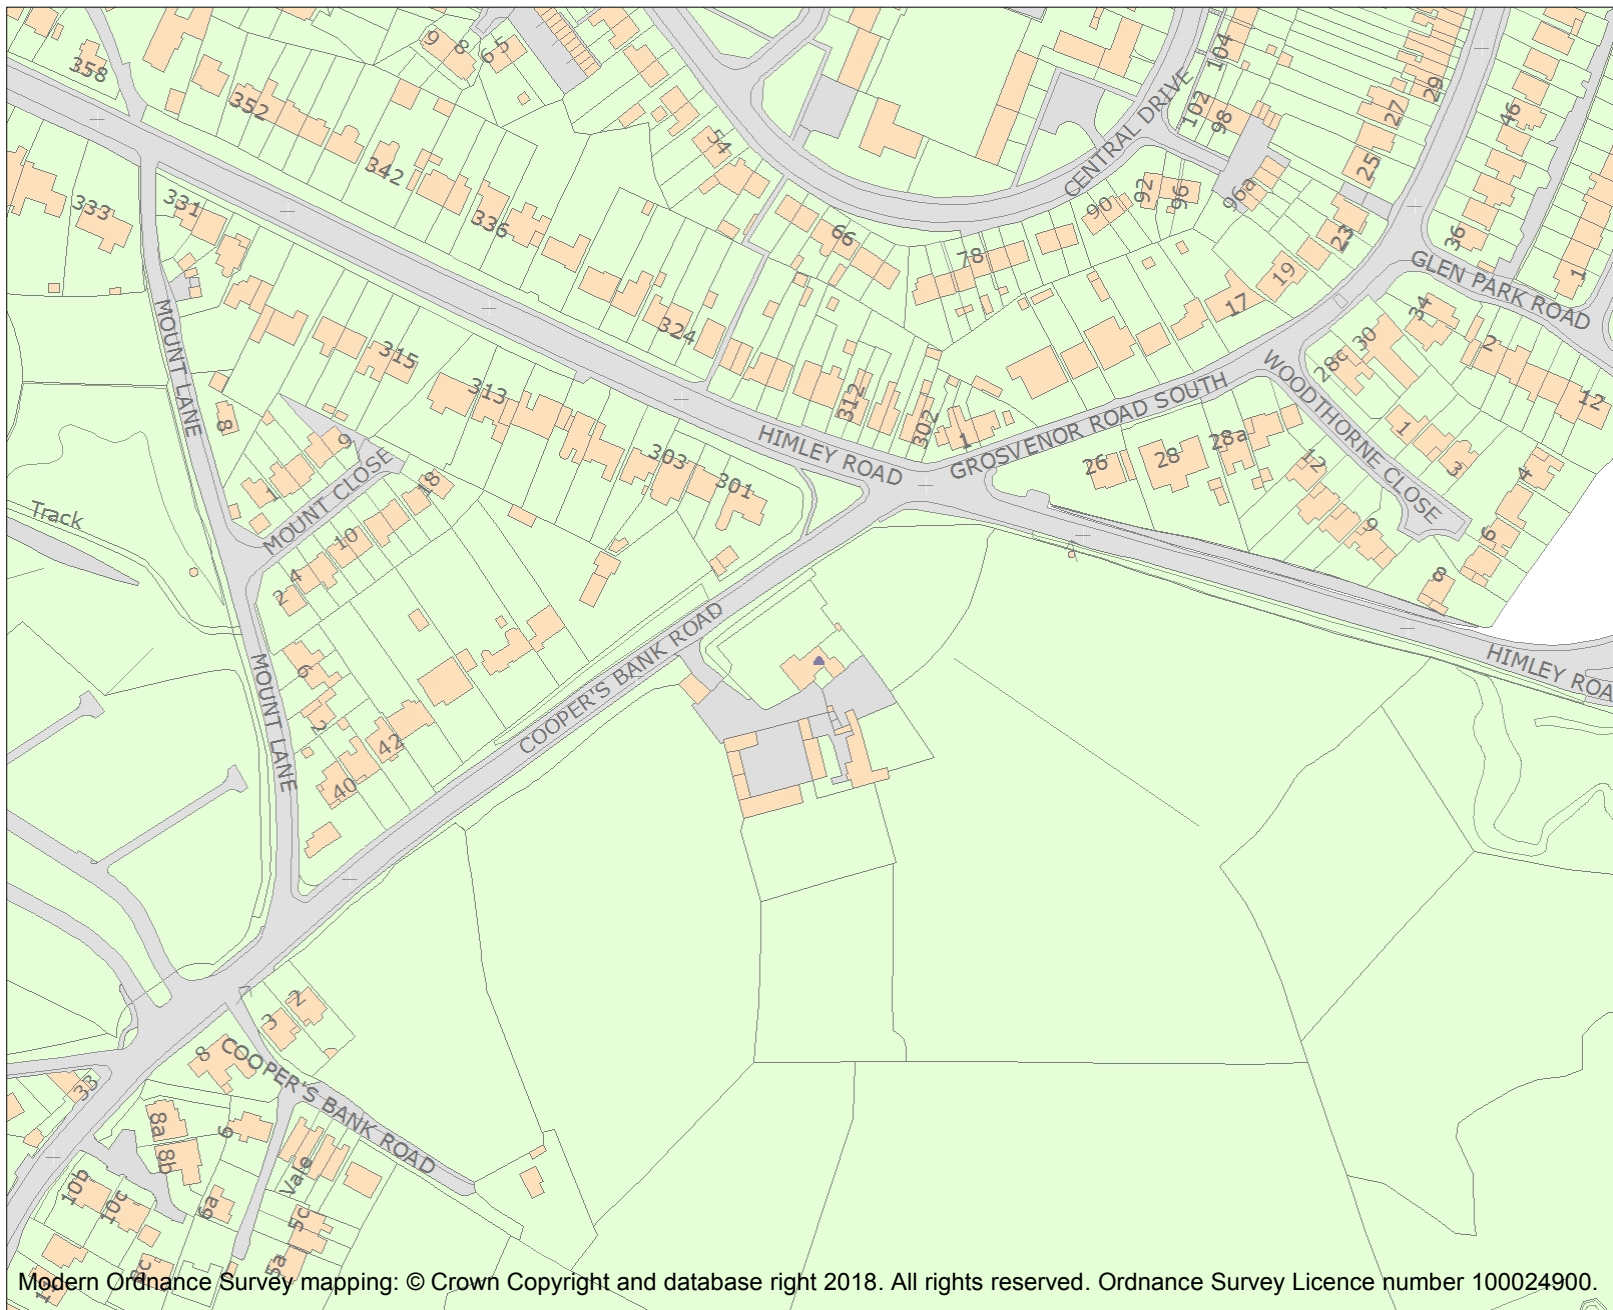 9
8
6
5
104
358
352
29
102
98
27
46
54
CENTRAL DRIVE
342
25
92
96
96a
90
333
331
336
66
23
36
78
GLEN PARK ROAD
1
19
17
34
MOUNT LANE
315
324
30
28c
2
12
WOODTHORNE CLOSE
313
312
302
1
GROSVENOR ROAD SOUTH
8
9
HIMLEY ROAD
303
301
26
28
28a
12
1
3
4
18
1
MOUNT CLOSE
10
Track
9
6
8
4
2
COOPER'S BANK ROAD
6
MOUNT LANE
2
42
40
HIMLEY ROA
2
3
8
COOPER'S BANK ROAD
33
8a
8b
6
Vale
10b
10c
6a
5c
5a
8c
1
Modern Ordnance Survey mapping: © Crown Copyright and database right 2018. All rights reserved. Ordnance Survey Licence number 100024900.